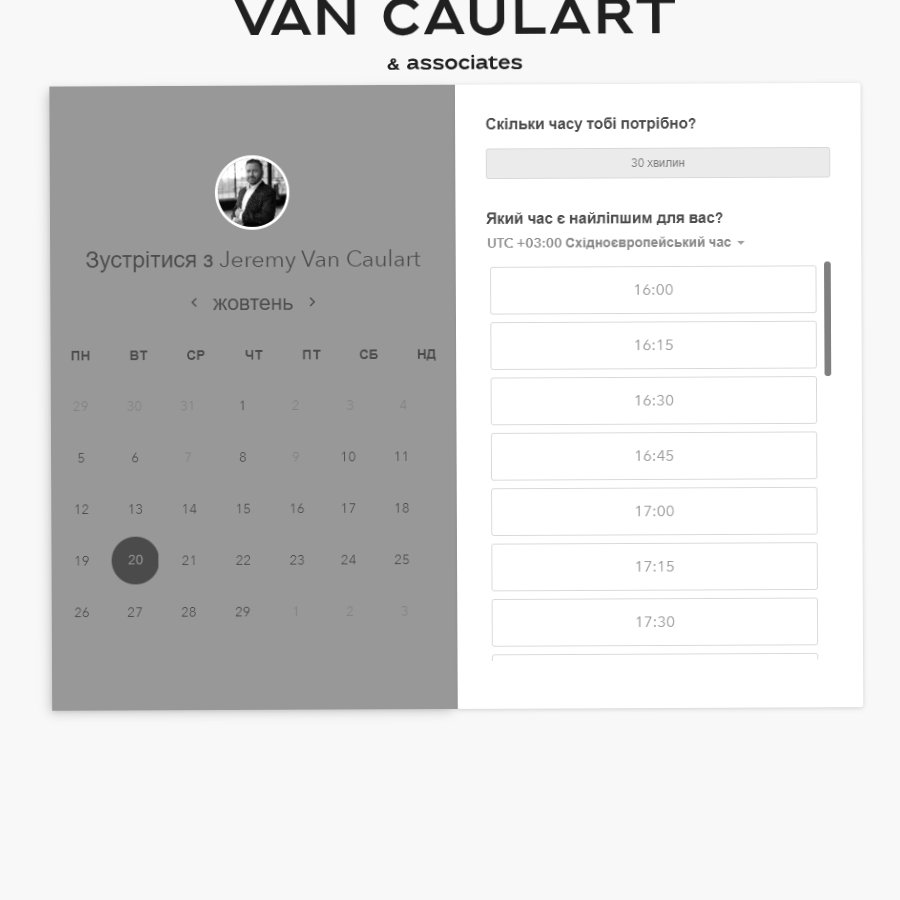 VAN CAULART
& associates
Зустрітися з Jeremy Van Caulart
жовтень
ПН ВТ СР ЧТ ПТ СБ НД
29 30 31 1 2 3 4
5 6 7 8 9 10 11
12 13 14 15 16 17 18
19 20 21 22 23 24 25
26 27 28 29 1 2 3
Скільки часу тобі потрібно?
30 хвилин
Який час є найліпшим для вас?
UTC +03:00 Східноєвропейський час
16:00
16:15
16:30
16:45
17:00
17:15
17:30